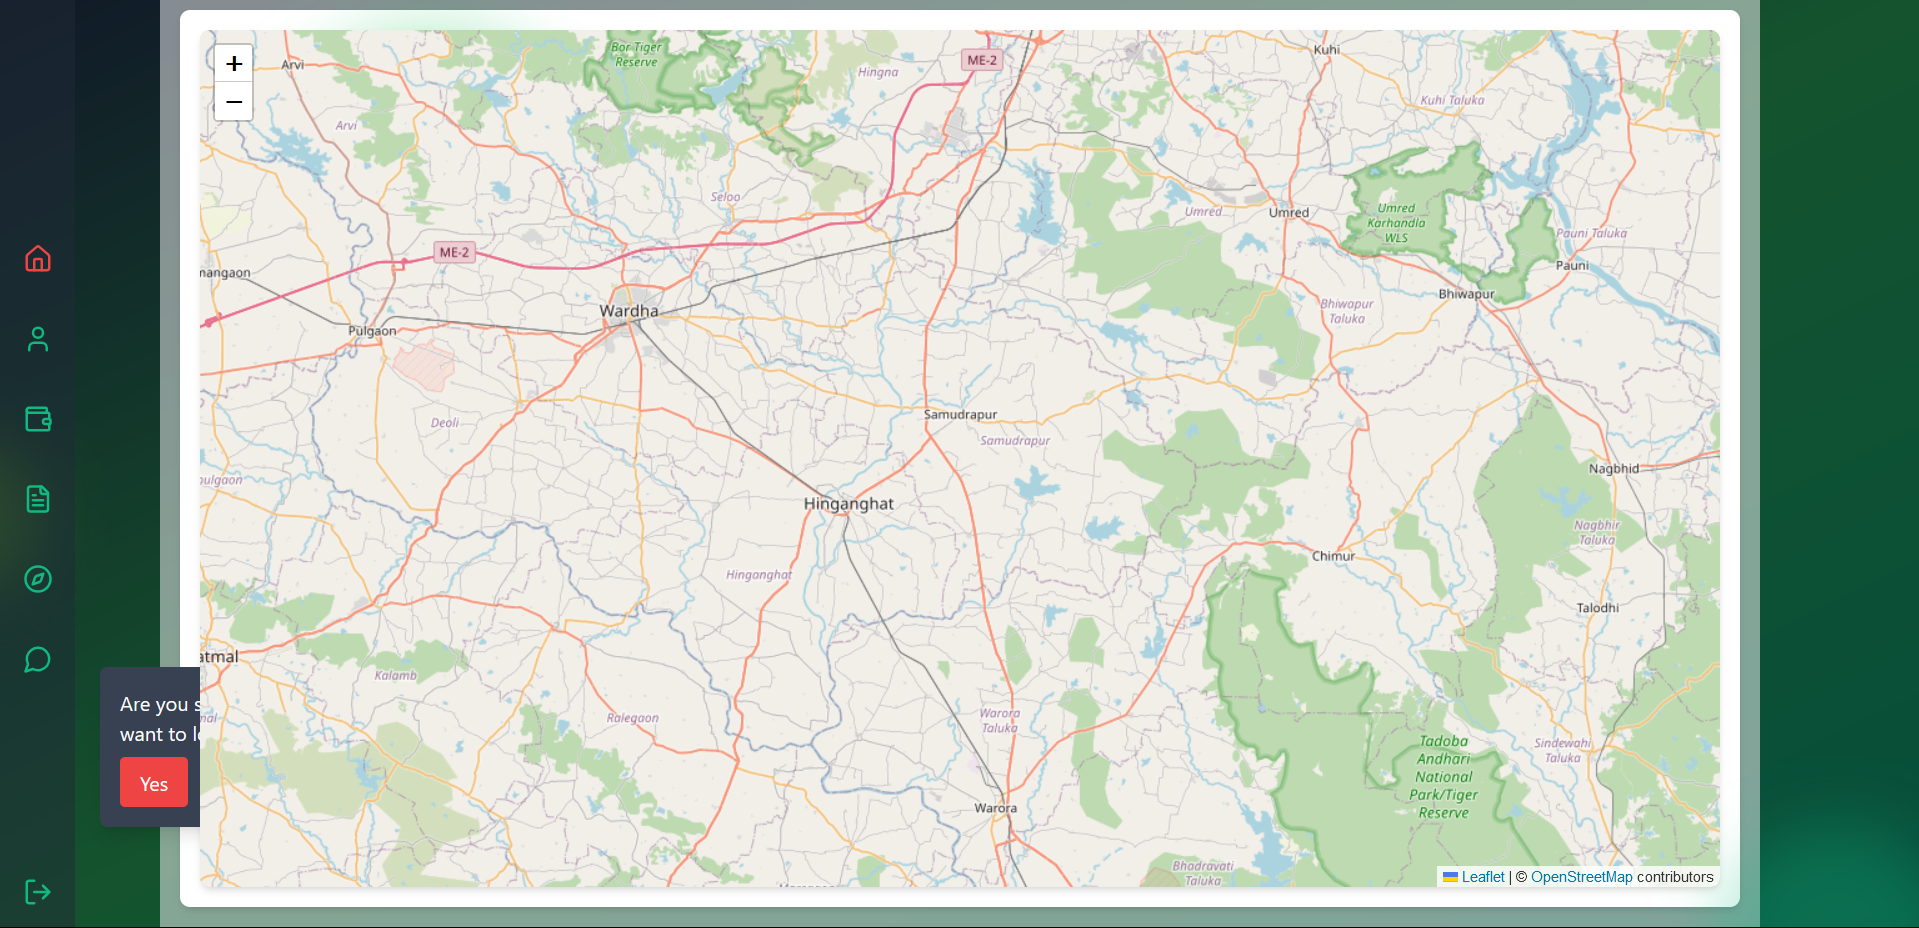 +
−
Arvi
Bor Tiger
Reserve
Hingna
ME-2
Kuhi
Kuhi Taluka
Arvi
Seloo
Umred
Umred
Umred
Karhandla
WLS
Pauni Taluka
Pauni
ME-2
nangaon
Wardha
Pulgaon
Bhiwapur
Taluka
Bhiwapur
Deoli
Samudrapur
Samudrapur
Nagbhid
Hinganghat
Nagbhir
Taluka
Chimur
Hinganghat
Talodhi
atmal
Kalamb
Are you s
want to l
Yes
Ralegaon
Warora
Taluka
Tadoba
Andhari
National
Park/Tiger
Reserve
Sindewahi
Taluka
Warora
Bhadravati
Taluka
Leaflet | © OpenStreetMap contributors